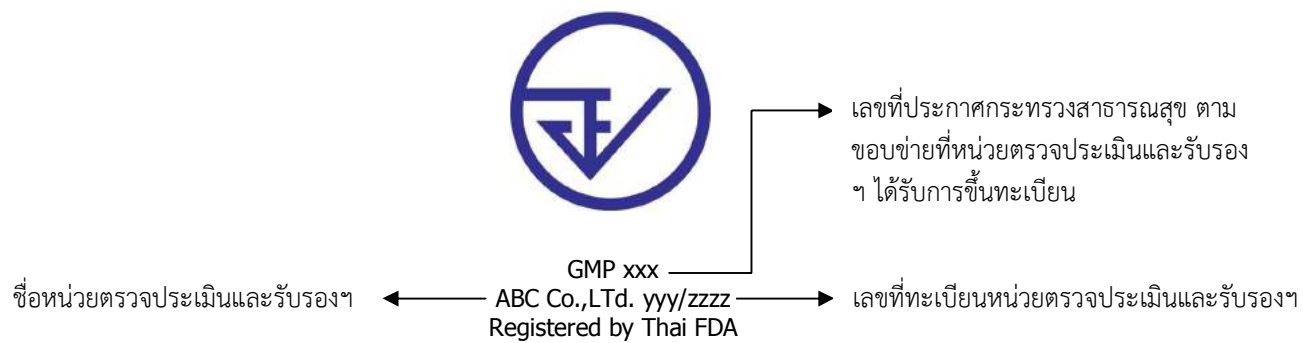 เลขที่ประกาศกระทรวงสาธารณสุข ตาม
ขอบข่ายที่หน่วยตรวจประเมินและรับรอง
ฯ ได้รับการขึ้นทะเบียน
GMP xxx
ชื่อหน่วยตรวจประเมินและรับรองฯ
ABC Co.,LTd. yyy/zzzz
เลขที่ทะเบียนหน่วยตรวจประเมินและรับรองฯ
Registered by Thai FDA